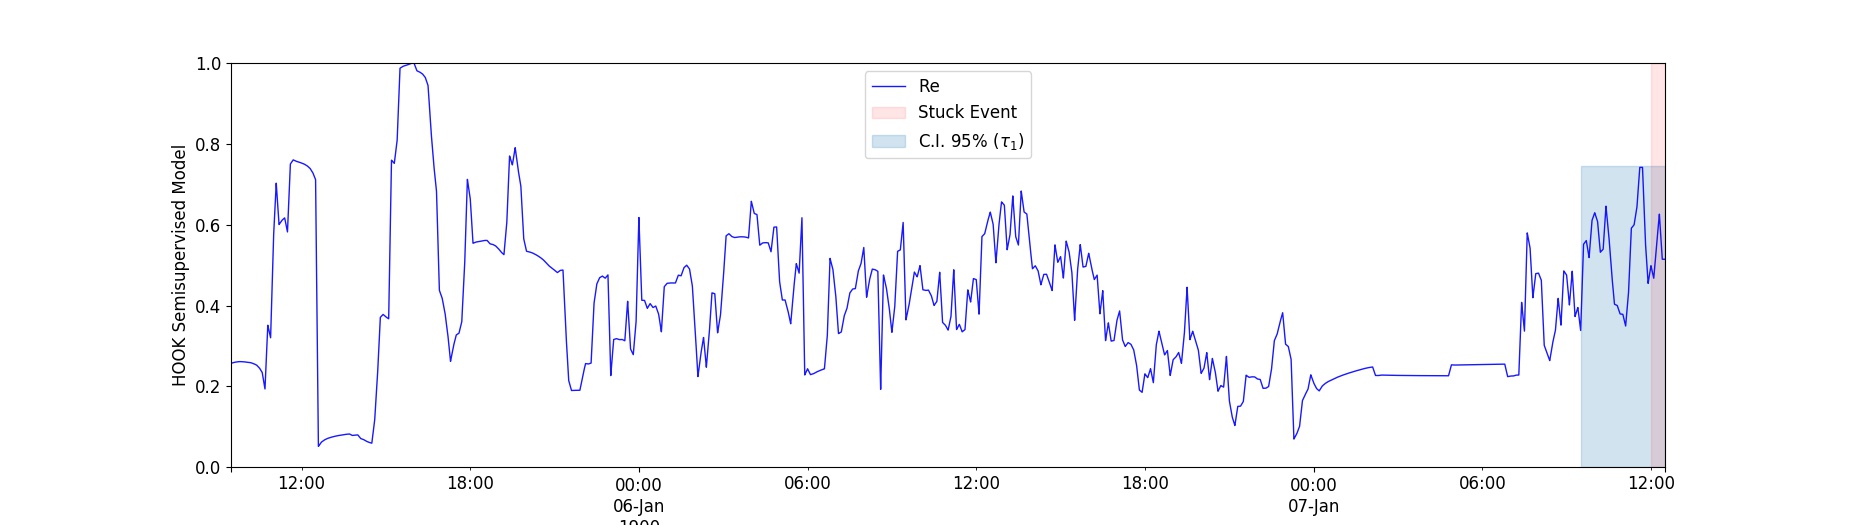 HOOK Semisupervised Model
1.0
0.8
0.6
0.4
0.2
0.0
Re
Stuck Event
C.I. 95% (τ₁)
12:00
18:00
00:00
06:00
12:00
18:00
00:00
06:00
12:00
06-Jan
07-Jan
1900